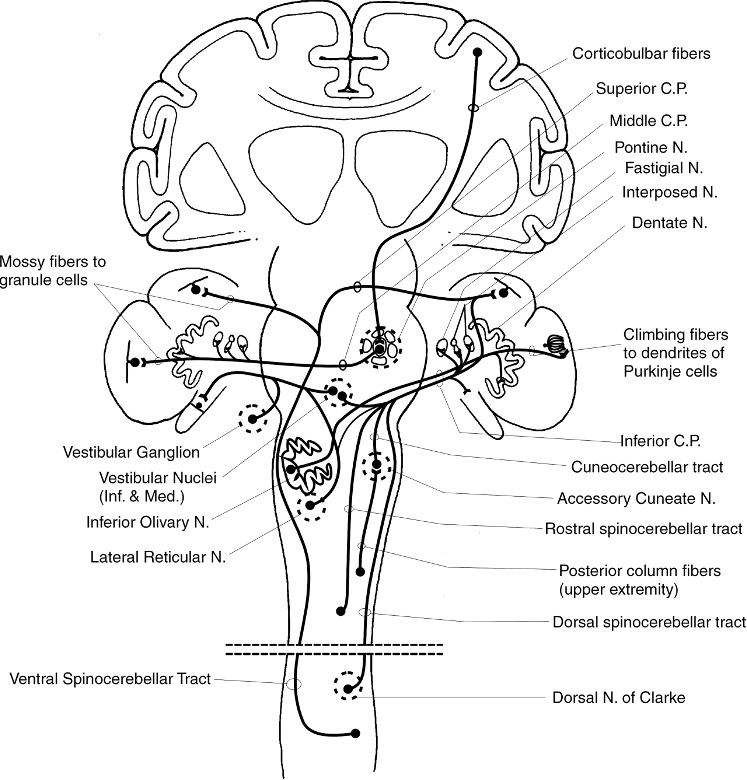 Corticobulbar fibers
Superior C.P.
Middle C.P.
Pontine N.
Fastigial N.
Interposed N.
Dentate N.
Mossy fibers to
granule cells
Climbing fibers
to dendrites of
Purkinje cells
Inferior C.P.
Vestibular Ganglion
Cuneocerebellar tract
Vestibular Nuclei
(Inf. & Med.)
Accessory Cuneate N.
Inferior Olivary N.
Rostral spinocerebellar tract
Lateral Reticular N.
Posterior column fibers
(upper extremity)
Dorsal spinocerebellar tract
Ventral Spinocerebellar Tract
Dorsal N. of Clarke